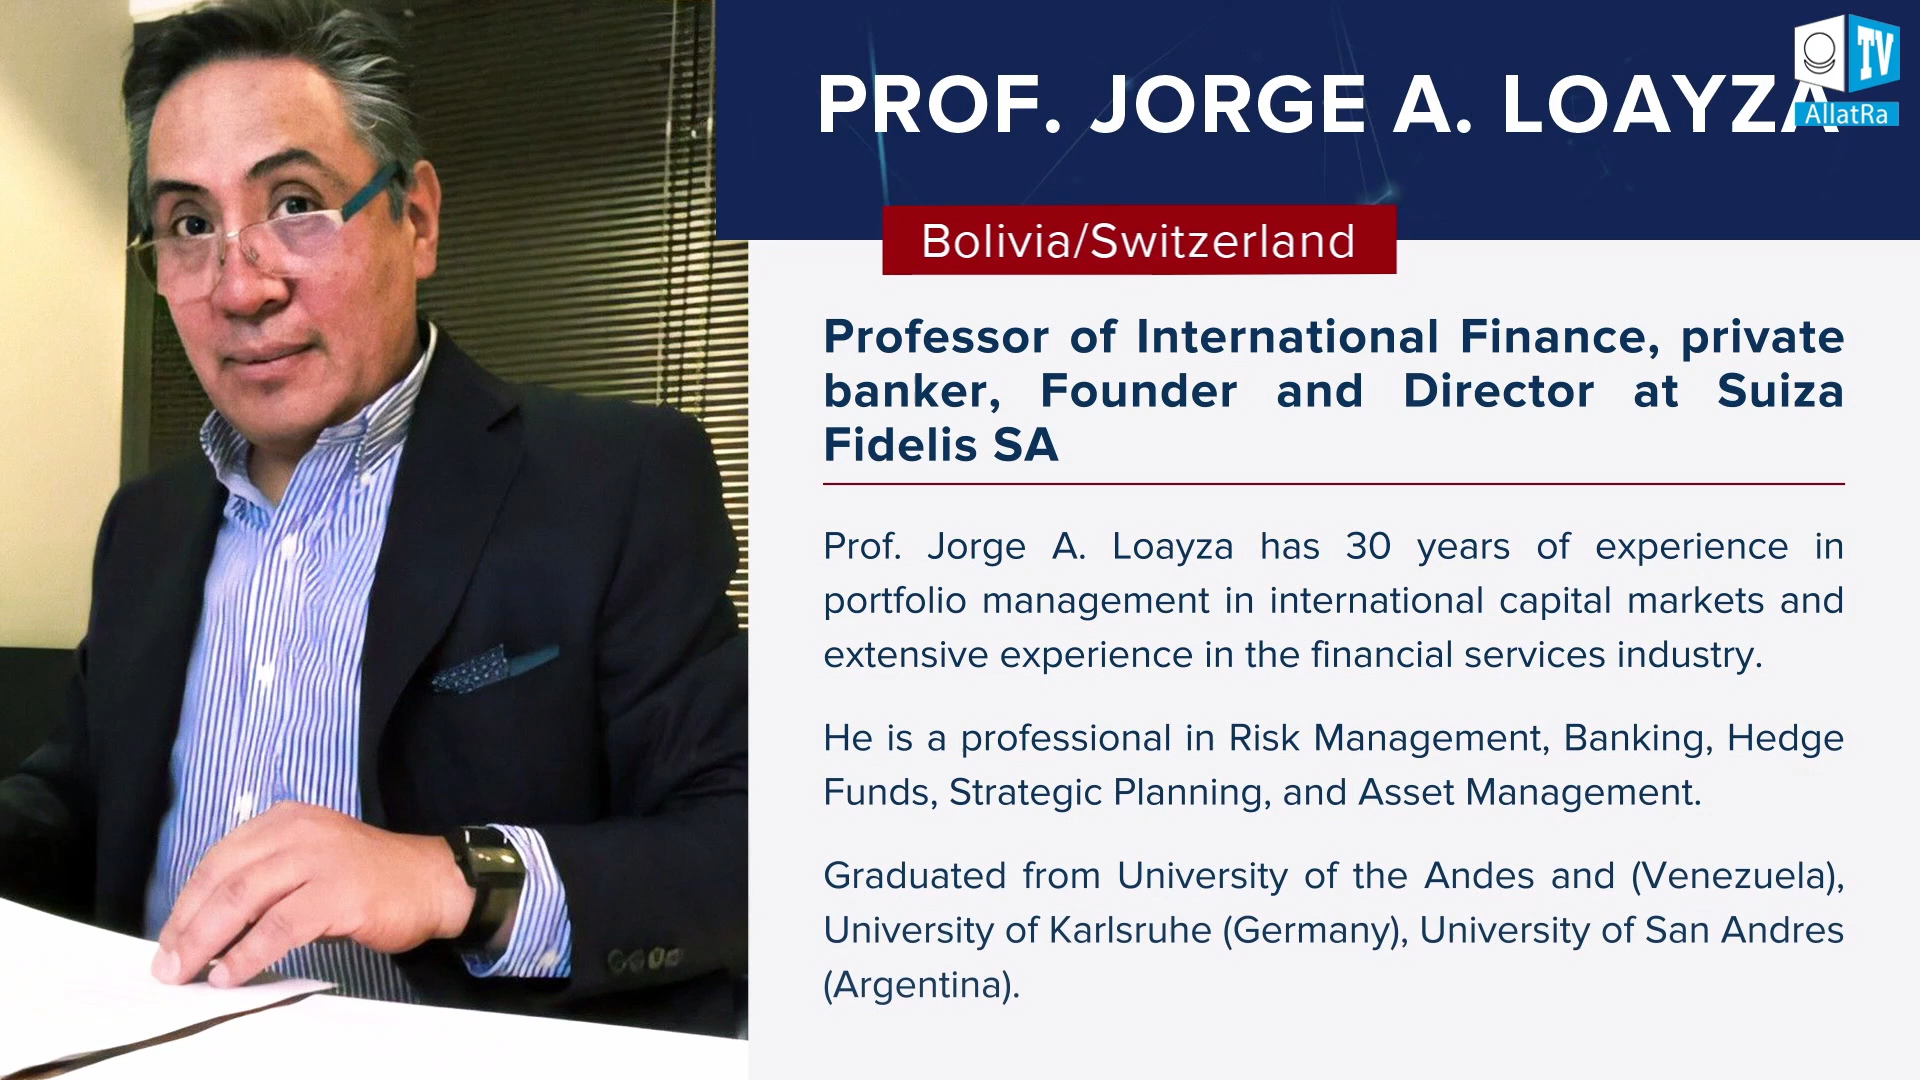 PROF. JORGE A. LOAYZA
TV
AllatRa
Bolivia/Switzerland
Professor of International Finance, private
banker, Founder and Director at Suiza
Fidelis SA
Prof. Jorge A. Loayza has 30 years of experience in
portfolio management in international capital markets and
extensive experience in the financial services industry.
He is a professional in Risk Management, Banking, Hedge
Funds, Strategic Planning, and Asset Management.
Graduated from University of the Andes and (Venezuela),
University of Karlsruhe (Germany), University of San Andres
(Argentina).